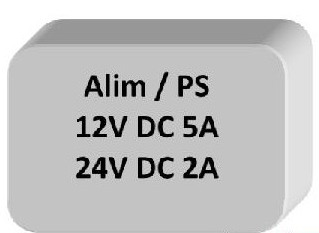 Alim / PS
12V DC 5A
24V DC 2A